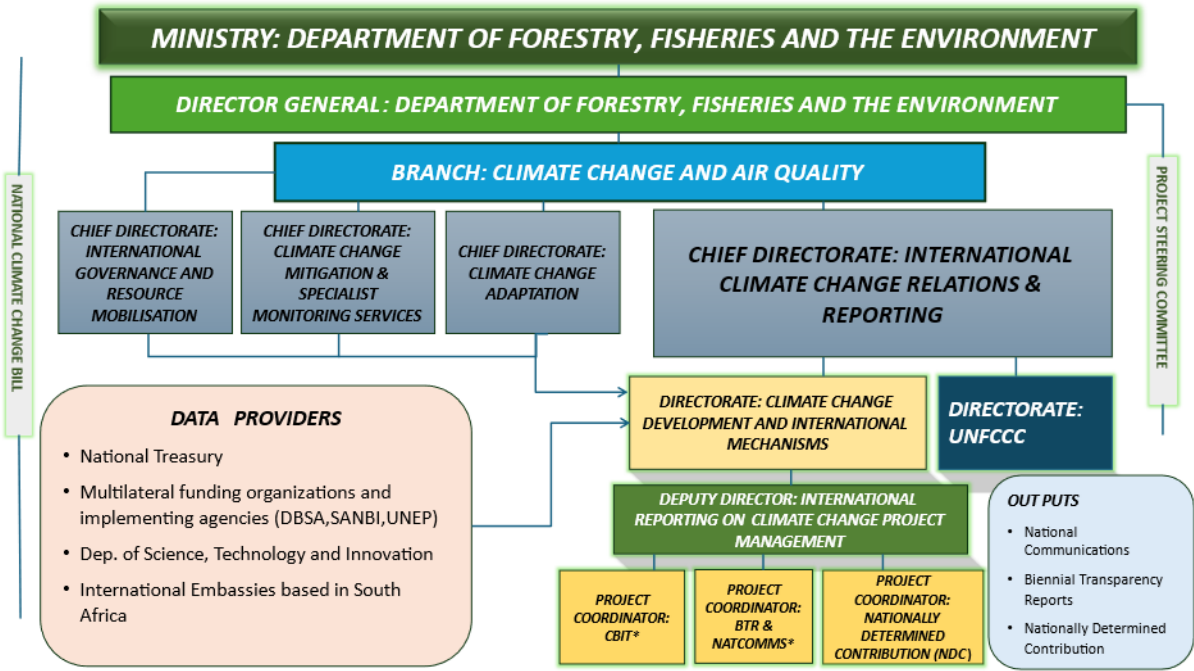 MINISTRY: DEPARTMENT OF FORESTRY, FISHERIES AND THE ENVIRONMENT
DIRECTOR GENERAL: DEPARTMENT OF FORESTRY, FISHERIES AND THE ENVIRONMENT
BRANCH: CLIMATE CHANGE AND AIR QUALITY
NATIONAL CLIMATE CHANGE BILL
PROJECT STEERING COMMITTEE
CHIEF DIRECTORATE:
INTERNATIONAL
GOVERNANCE AND
RESOURCE
MOBILISATION
CHIEF DIRECTORATE:
CLIMATE CHANGE
MITIGATION &
SPECIALIST
MONITORING SERVICES
CHIEF DIRECTORATE:
CLIMATE CHANGE
ADAPTATION
CHIEF DIRECTORATE: INTERNATIONAL
CLIMATE CHANGE RELATIONS &
REPORTING
DATA PROVIDERS
• National Treasury
• Multilateral funding organizations and
implementing agencies (DBSA,SANBI,UNEP)
• Dep. of Science, Technology and Innovation
• International Embassies based in South
Africa
DIRECTORATE: CLIMATE CHANGE
DEVELOPMENT AND INTERNATIONAL
MECHANISMS
DIRECTORATE:
UNFCCC
DEPUTY DIRECTOR: INTERNATIONAL
REPORTING ON CLIMATE CHANGE PROJECT
MANAGEMENT
PROJECT
COORDINATOR:
CBIT*
PROJECT
COORDINATOR:
BTR &
NATCOMMS*
PROJECT
COORDINATOR:
NATIONALLY
DETERMINED
CONTRIBUTION (NDC)
OUT PUTS
• National
Communications
• Biennial Transparency
Reports
• Nationally Determined
Contribution